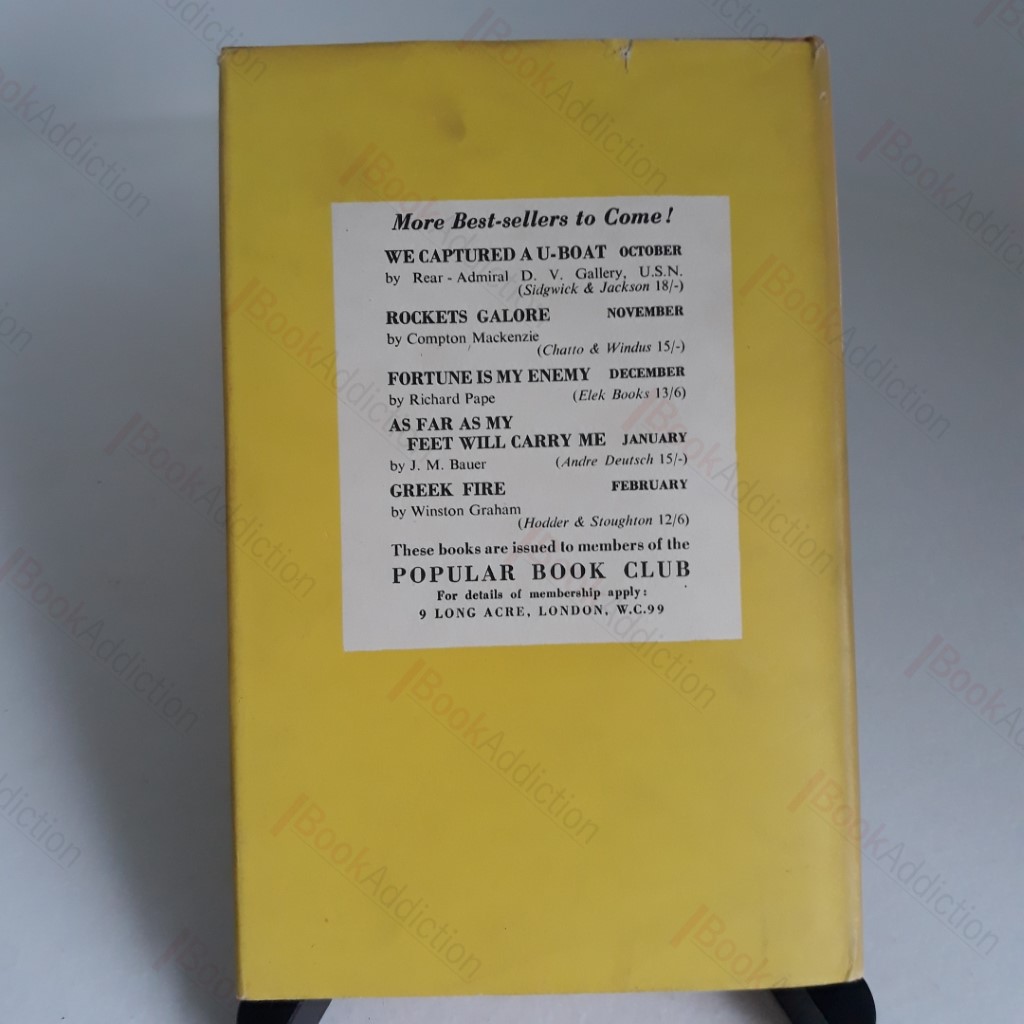 More Best-sellers to Come!
WE CAPTURED A U-BOAT OCTOBER
by Rear-Admiral D. V. Gallery, U.S.N.
(Sidgwick & Jackson 18/-)
ROCKETS GALORE NOVEMBER
by Compton Mackenzie
(Chatto & Windus 15/-)
FORTUNE IS MY ENEMY DECEMBER
by Richard Pape (Elek Books 13/6)
AS FAR AS MY
FEET WILL CARRY ME JANUARY
by J. M. Bauer (Andre Deutsch 15/-)
GREEK FIRE FEBRUARY
by Winston Graham
(Hodder & Stoughton 12/6)
These books are issued to members of the
POPULAR BOOK CLUB
For details of membership apply:
9 LONG ACRE, LONDON, W.C.99
BookAddiction